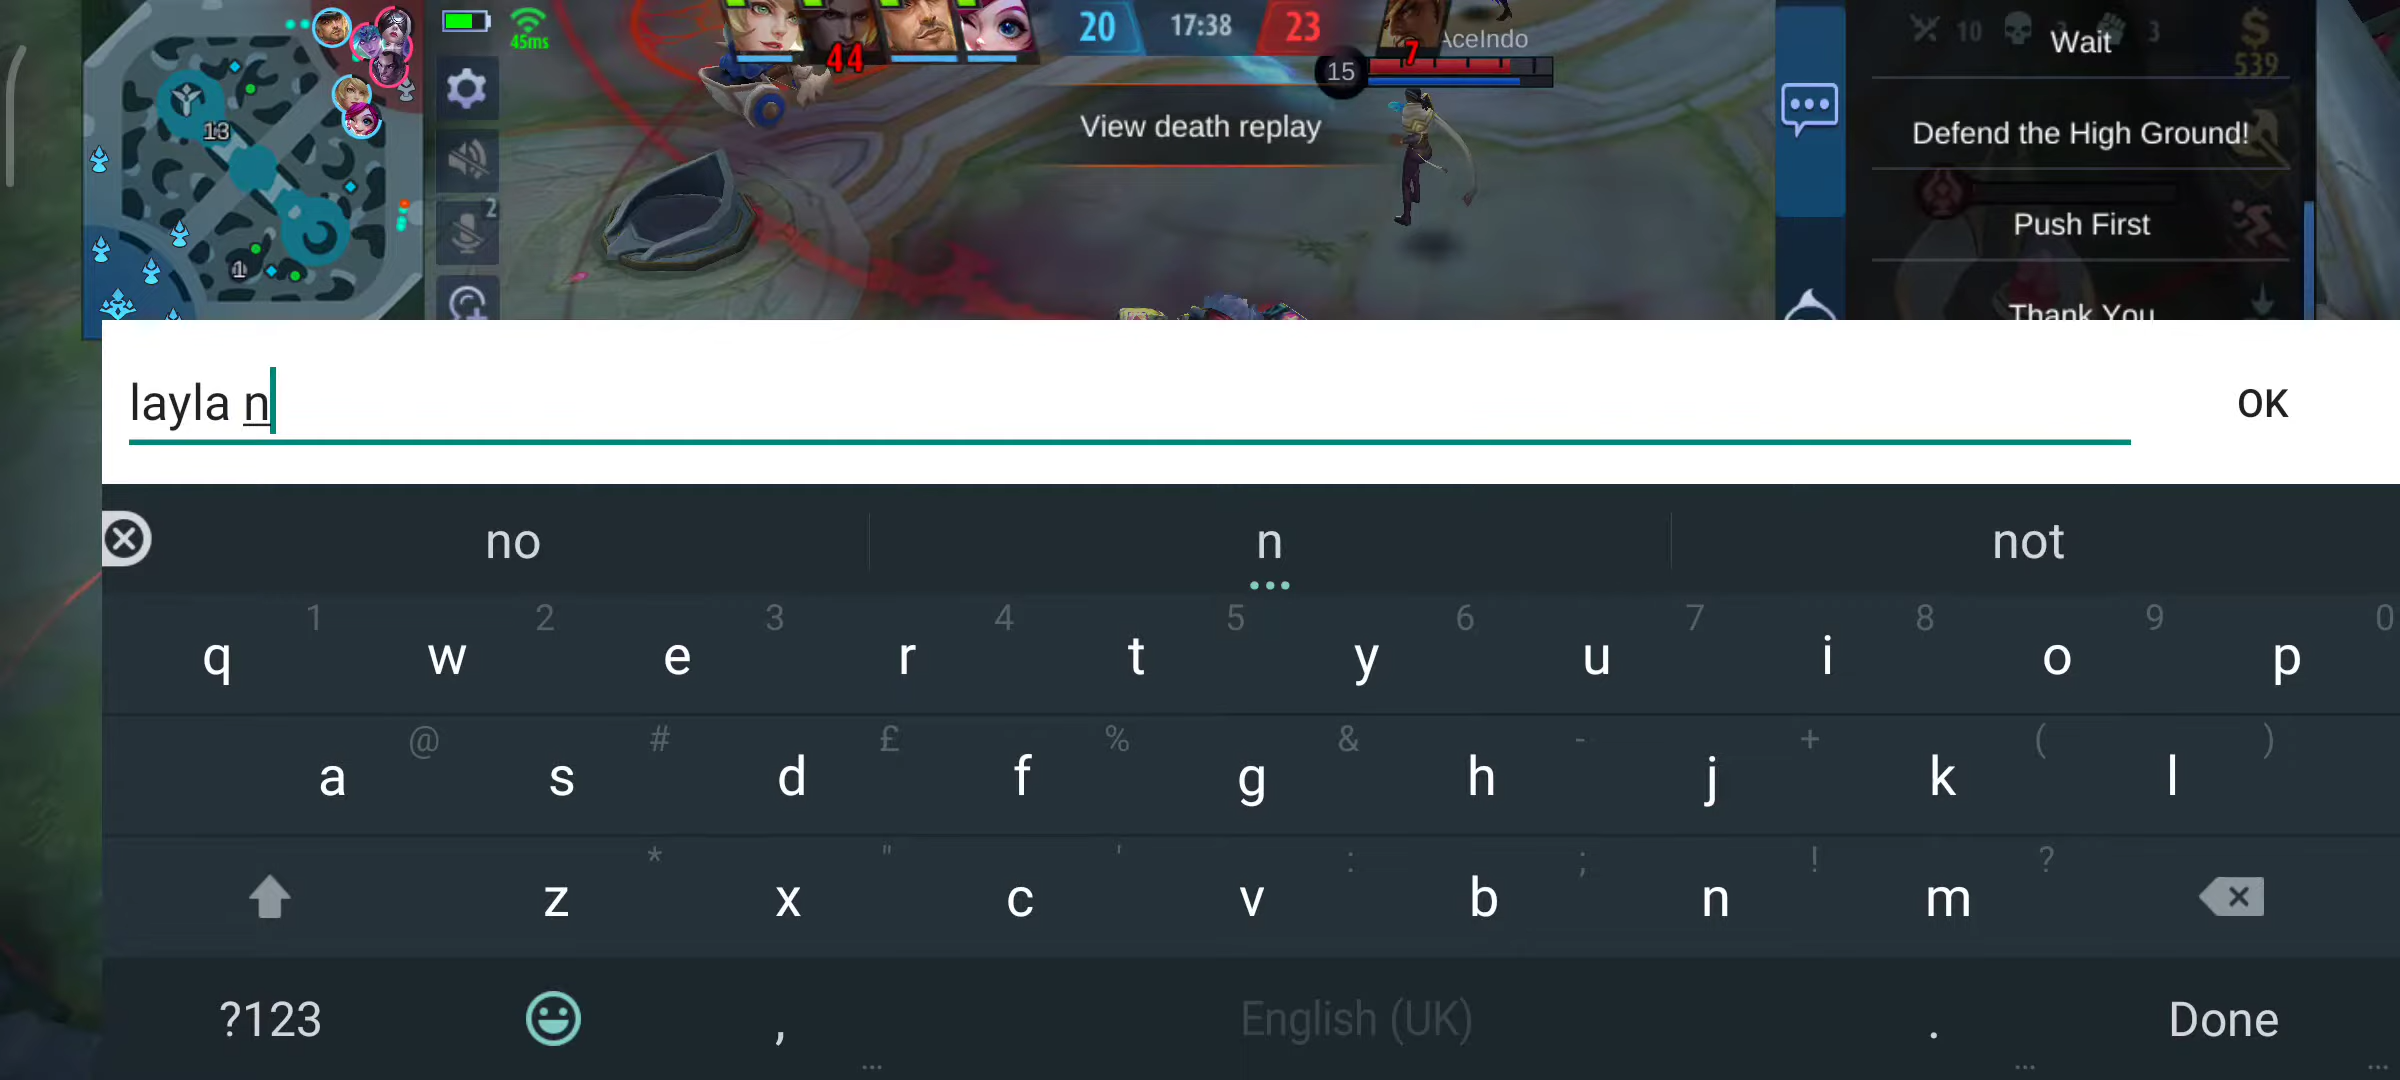 45ms
44
20
17:38
23
7
AceIndo
15
10
3
539
13
1
2
View death replay
Wait
Defend the High Ground!
Push First
Thank You
layla n
OK
no
n
not
1 2 3 4 5 6 7 8 9 0
q w e r t y u i o p
@ # £ % & - + ( )
a s d f g h j k l
* " ' : ; ! ?
z x c v b n m
?123
,
English (UK)
.
Done